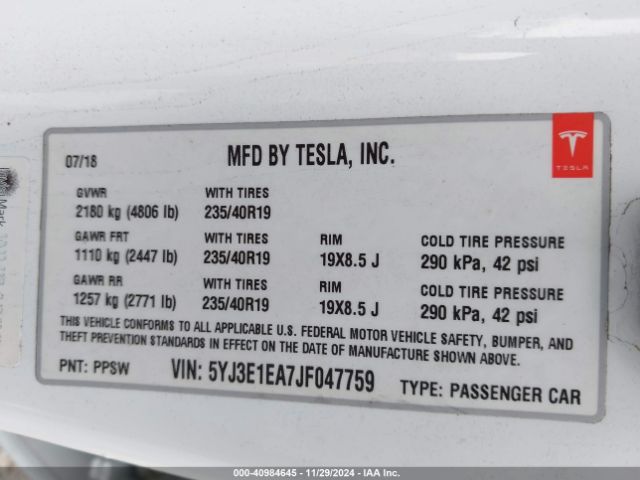 07/18
MFD BY TESLA, INC.
TESLA
GVWR WITH TIRES
2180 kg (4806 lb) 235/40R19
GAWR FRT WITH TIRES RIM COLD TIRE PRESSURE
1110 kg (2447 lb) 235/40R19 19X8.5 J 290 kPa, 42 psi
GAWR RR WITH TIRES RIM COLD TIRE PRESSURE
1257 kg (2771 lb) 235/40R19 19X8.5 J 290 kPa, 42 psi
THIS VEHICLE CONFORMS TO ALL APPLICABLE U.S. FEDERAL MOTOR VEHICLE SAFETY, BUMPER, AND
THEFT PREVENTION STANDARDS IN EFFECT ON THE DATE OF MANUFACTURE SHOWN ABOVE.
PNT: PPSW VIN: 5YJ3E1EA7JF047759 TYPE: PASSENGER CAR
000-40984645 - 11/29/2024 - IAA Inc.